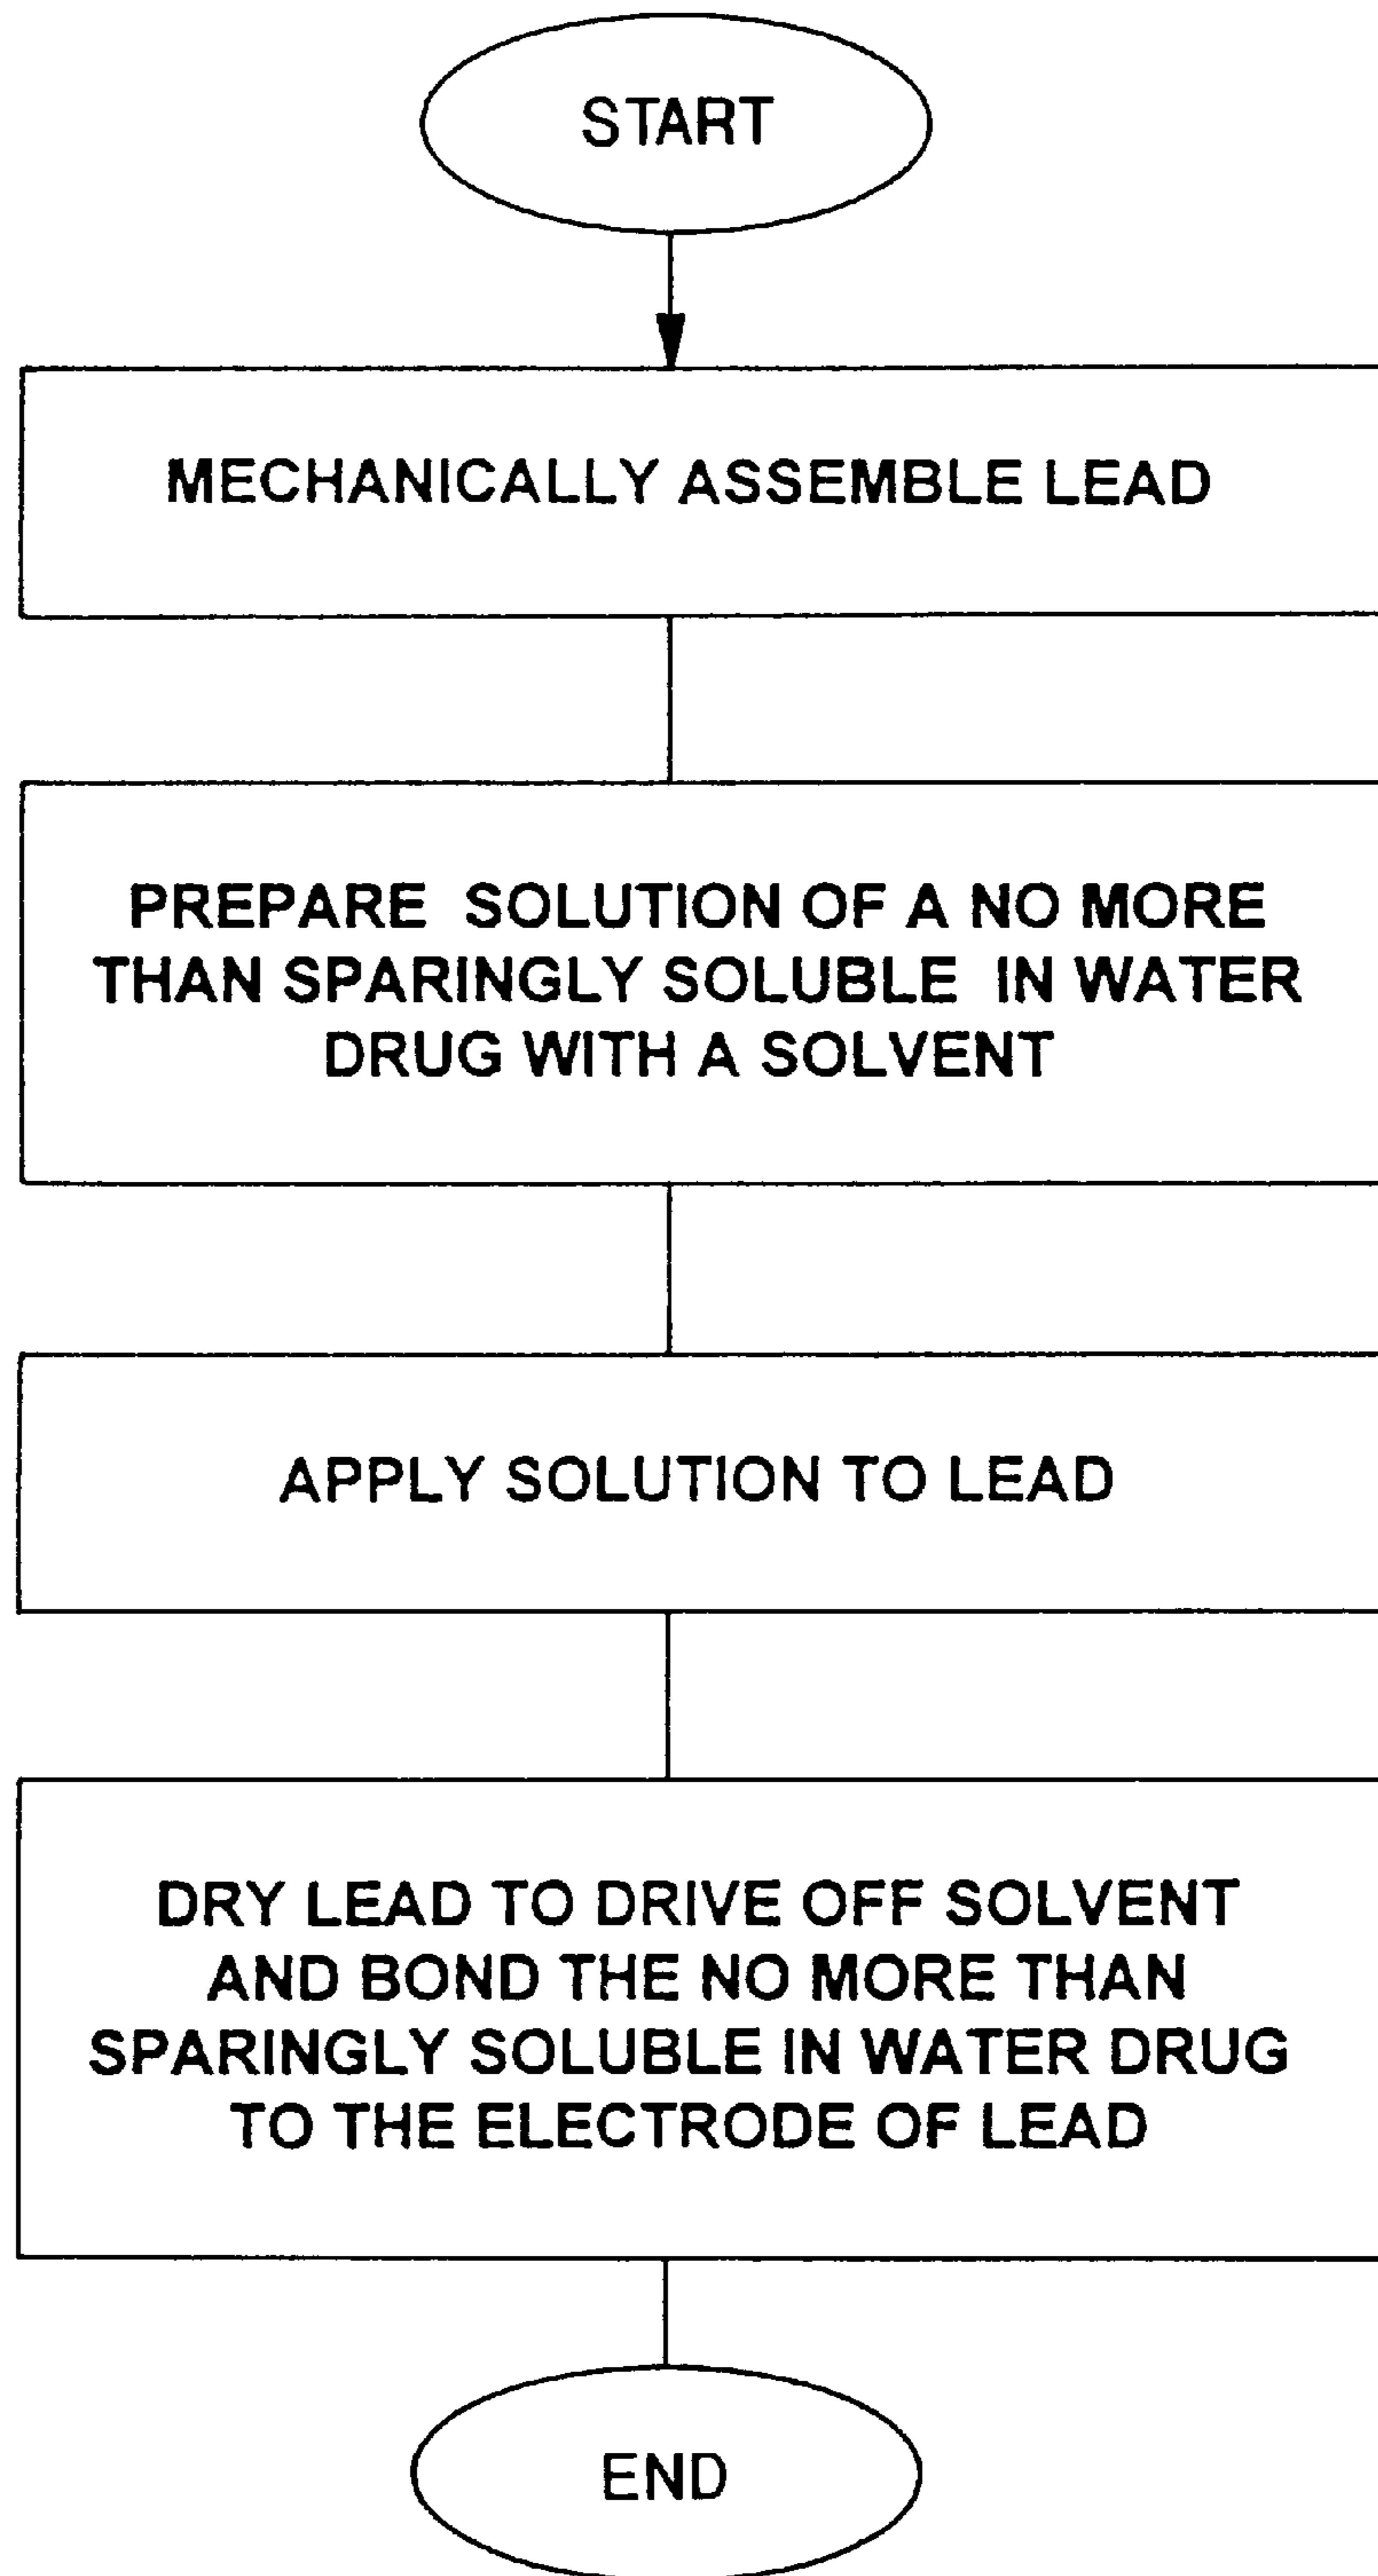 START
MECHANICALLY ASSEMBLE LEAD
PREPARE SOLUTION OF A NO MORE
THAN SPARINGLY SOLUBLE IN WATER
DRUG WITH A SOLVENT
APPLY SOLUTION TO LEAD
DRY LEAD TO DRIVE OFF SOLVENT
AND BOND THE NO MORE THAN
SPARINGLY SOLUBLE IN WATER DRUG
TO THE ELECTRODE OF LEAD
END